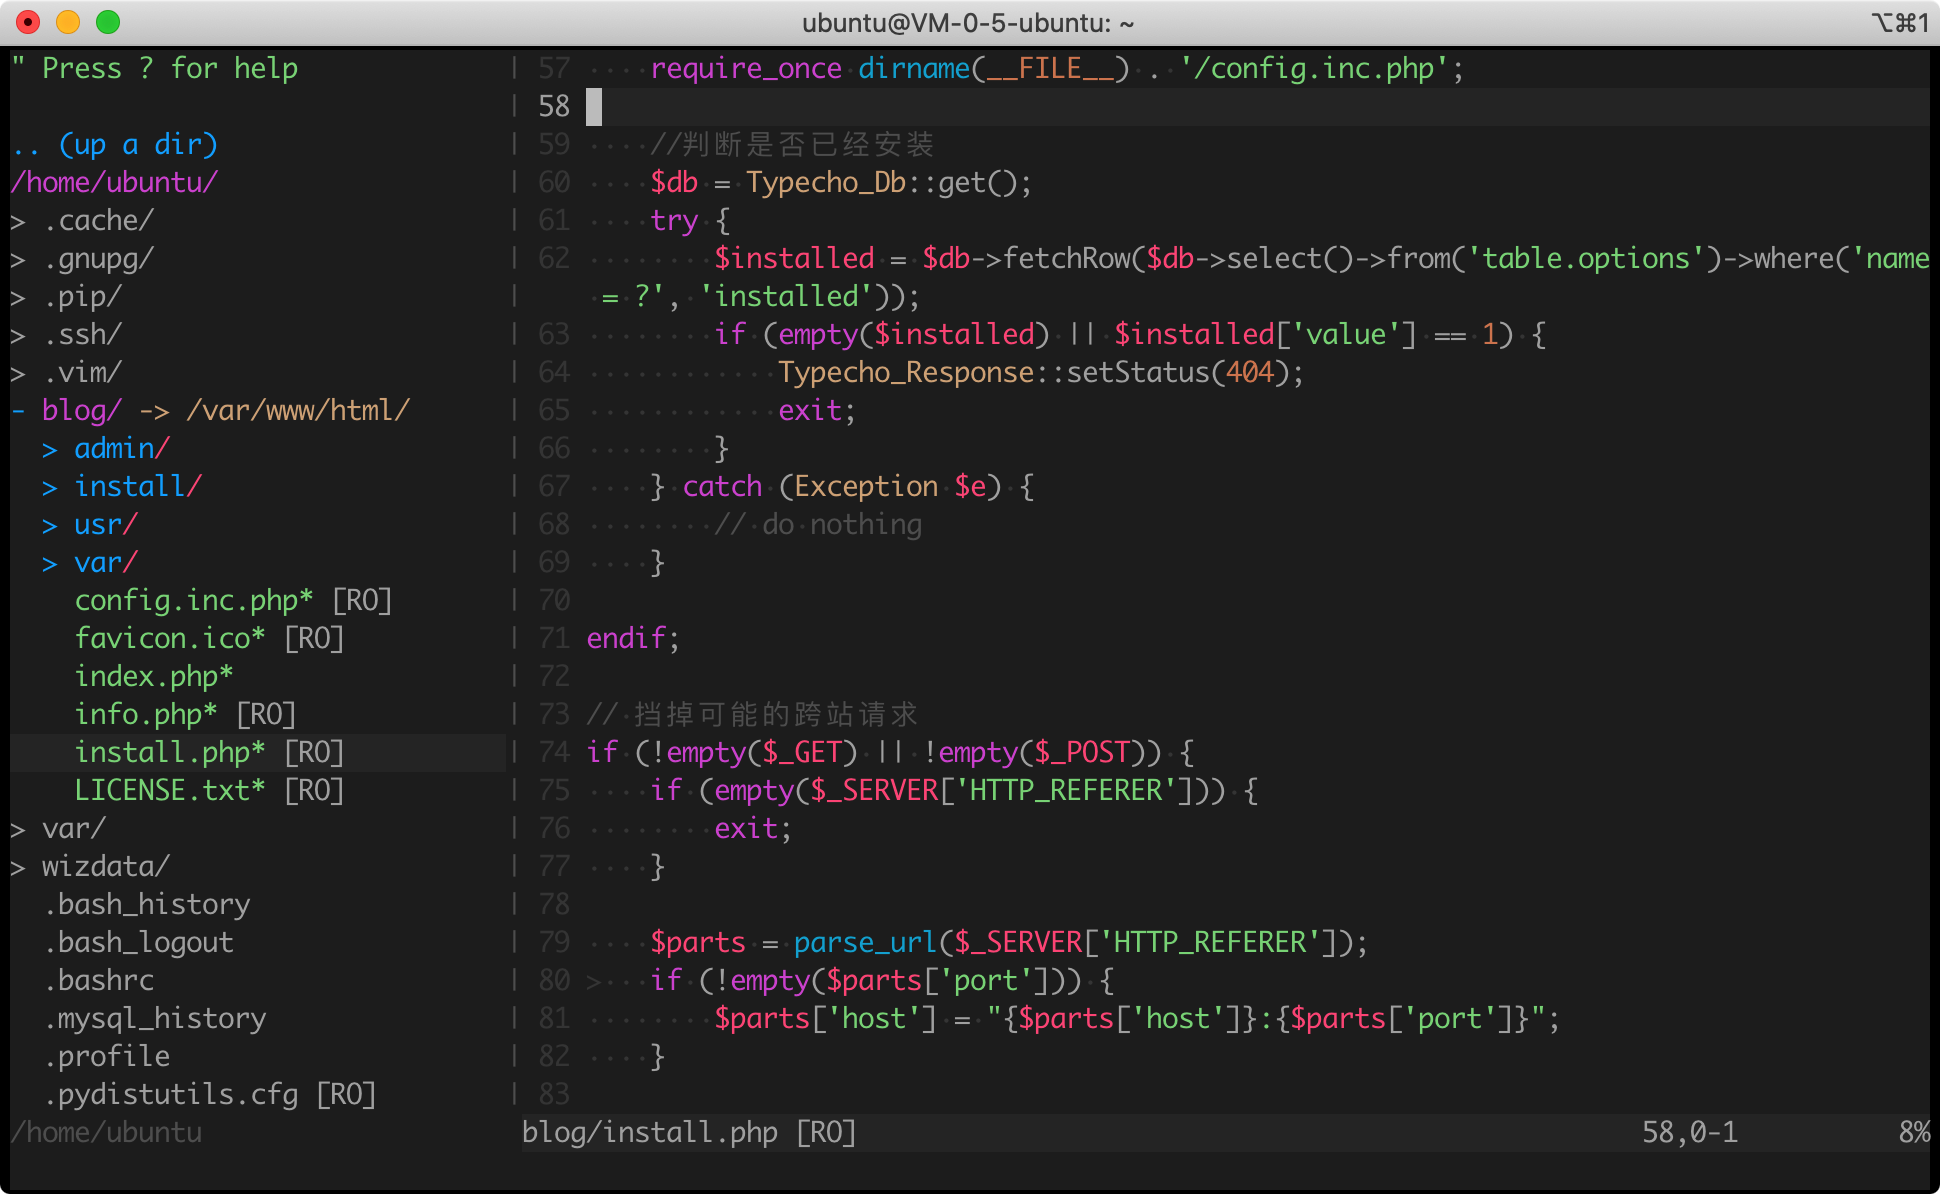 ubuntu@VM-0-5-ubuntu: ~
⌥⌘1
" Press ? for help
.. (up a dir)
/home/ubuntu/
> .cache/
> .gnupg/
> .pip/
> .ssh/
> .vim/
- blog/ -> /var/www/html/
> admin/
> install/
> usr/
> var/
config.inc.php* [RO]
favicon.ico* [RO]
index.php*
info.php* [RO]
install.php* [RO]
LICENSE.txt* [RO]
> var/
> wizdata/
.bash_history
.bash_logout
.bashrc
.mysql_history
.profile
.pydistutils.cfg [RO]
/home/ubuntu
57 ····require_once·dirname(__FILE__)·.·'/config.inc.php';
58
59 ····//判断是否已经安装
60 ····$db·=·Typecho_Db::get();
61 ····try·{
62 ········$installed·=·$db->fetchRow($db->select()->from('table.options')->where('name
·=·?',·'installed'));
63 ········if·(empty($installed)·||·$installed['value']·==·1)·{
64 ············Typecho_Response::setStatus(404);
65 ············exit;
66 ········}
67 ····}·catch·(Exception·$e)·{
68 ········//·do·nothing
69 ····}
70
71 endif;
72
73 //·挡掉可能的跨站请求
74 if·(!empty($_GET)·||·!empty($_POST))·{
75 ····if·(empty($_SERVER['HTTP_REFERER']))·{
76 ········exit;
77 ····}
78
79 ····$parts·=·parse_url($_SERVER['HTTP_REFERER']);
80 >···if·(!empty($parts['port']))·{
81 ········$parts['host']·=·"{$parts['host']}:{$parts['port']}";
82 ····}
83
blog/install.php [RO] 58,0-1 8%